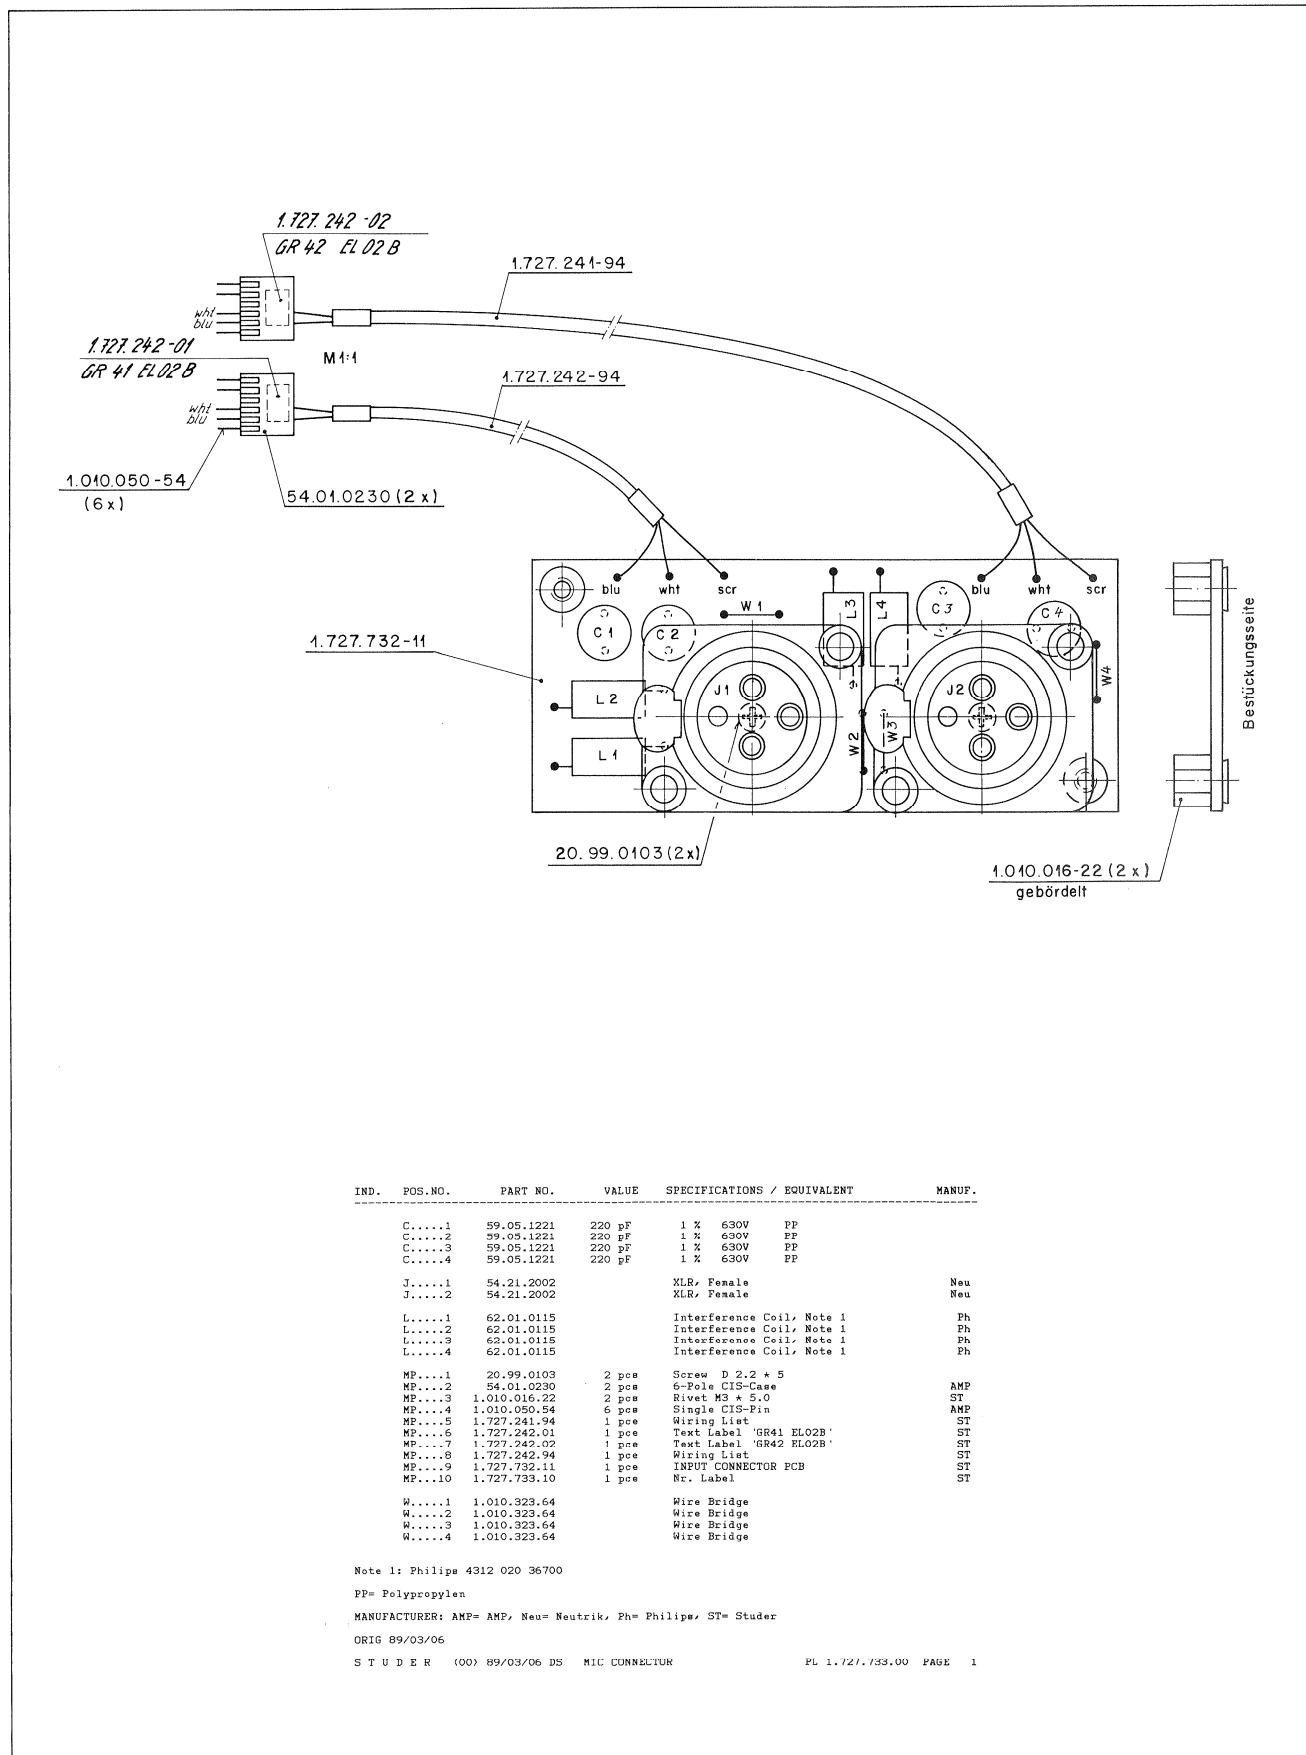 1.727.242-02
GR 42 EL 02 B
1.727.241-94
wht
blu
1.727.242-01
GR 41 EL 02 B
M 1:1
1.727.242-94
wht
blu
1.010.050-54
(6x)
54.01.0230 (2x)
blu wht scr blu wht scr
W1 L3 L4 C3 C4
C1 C2
1.727.732-11
W4
Bestückungsseite
J1 J2
L2
W2 W3
L1
20.99.0103 (2x)
1.010.016-22 (2x)
gebördelt
IND. POS.NO. PART NO. VALUE SPECIFICATIONS / EQUIVALENT MANUF.
C.....1 59.05.1221 220 pF 1 % 630V PP
C.....2 59.05.1221 220 pF 1 % 630V PP
C.....3 59.05.1221 220 pF 1 % 630V PP
C.....4 59.05.1221 220 pF 1 % 630V PP
J.....1 54.21.2002 XLR, Female Neu
J.....2 54.21.2002 XLR, Female Neu
L.....1 62.01.0115 Interference Coil, Note 1 Ph
L.....2 62.01.0115 Interference Coil, Note 1 Ph
L.....3 62.01.0115 Interference Coil, Note 1 Ph
L.....4 62.01.0115 Interference Coil, Note 1 Ph
MP....1 20.99.0103 2 pcs Screw D 2.2 * 5
MP....2 54.01.0230 2 pcs 6-Pole CIS-Case AMP
MP....3 1.010.016.22 2 pcs Rivet M3 * 5.0 ST
MP....4 1.010.050.54 6 pcs Single CIS-Pin AMP
MP....5 1.727.241.94 1 pce Wiring List ST
MP....6 1.727.242.01 1 pce Text Label 'GR41 EL02B' ST
MP....7 1.727.242.02 1 pce Text Label 'GR42 EL02B' ST
MP....8 1.727.242.94 1 pce Wiring List ST
MP....9 1.727.732.11 1 pce INPUT CONNECTOR PCB ST
MP...10 1.727.733.10 1 pce Nr. Label ST
W.....1 1.010.323.64 Wire Bridge
W.....2 1.010.323.64 Wire Bridge
W.....3 1.010.323.64 Wire Bridge
W.....4 1.010.323.64 Wire Bridge
Note 1: Philips 4312 020 36700
PP= Polypropylen
MANUFACTURER: AMP= AMP, Neu= Neutrik, Ph= Philips, ST= Studer
ORIG 89/03/06
S T U D E R (00) 89/03/06 DS MIC CONNECTOR PL 1.727.733.00 PAGE 1